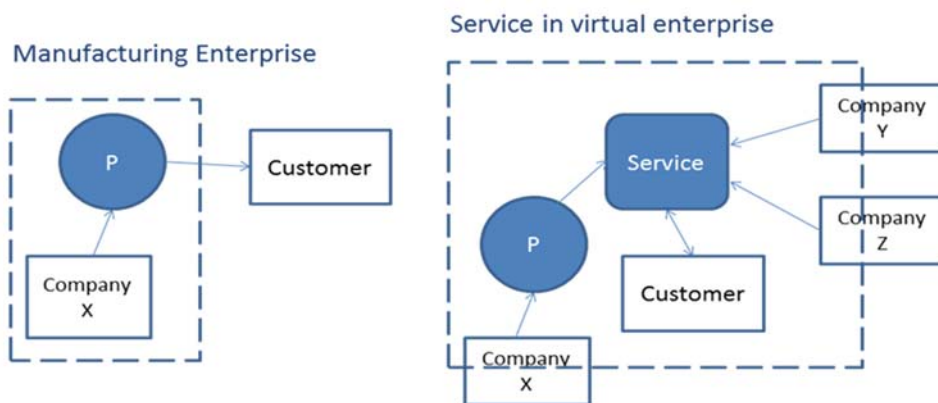 Manufacturing Enterprise
P
Customer
Company
X
Service in virtual enterprise
Company
Y
Service
Company
Z
P
Customer
Company
X